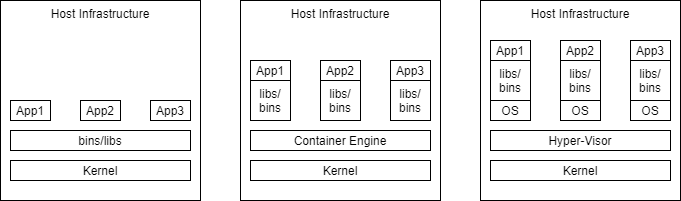 Host Infrastructure
App1
App2
App3
bins/libs
Kernel
Host Infrastructure
App1
App2
App3
libs/
bins
libs/
bins
libs/
bins
Container Engine
Kernel
Host Infrastructure
App1
App2
App3
libs/
bins
libs/
bins
libs/
bins
OS
OS
OS
Hyper-Visor
Kernel